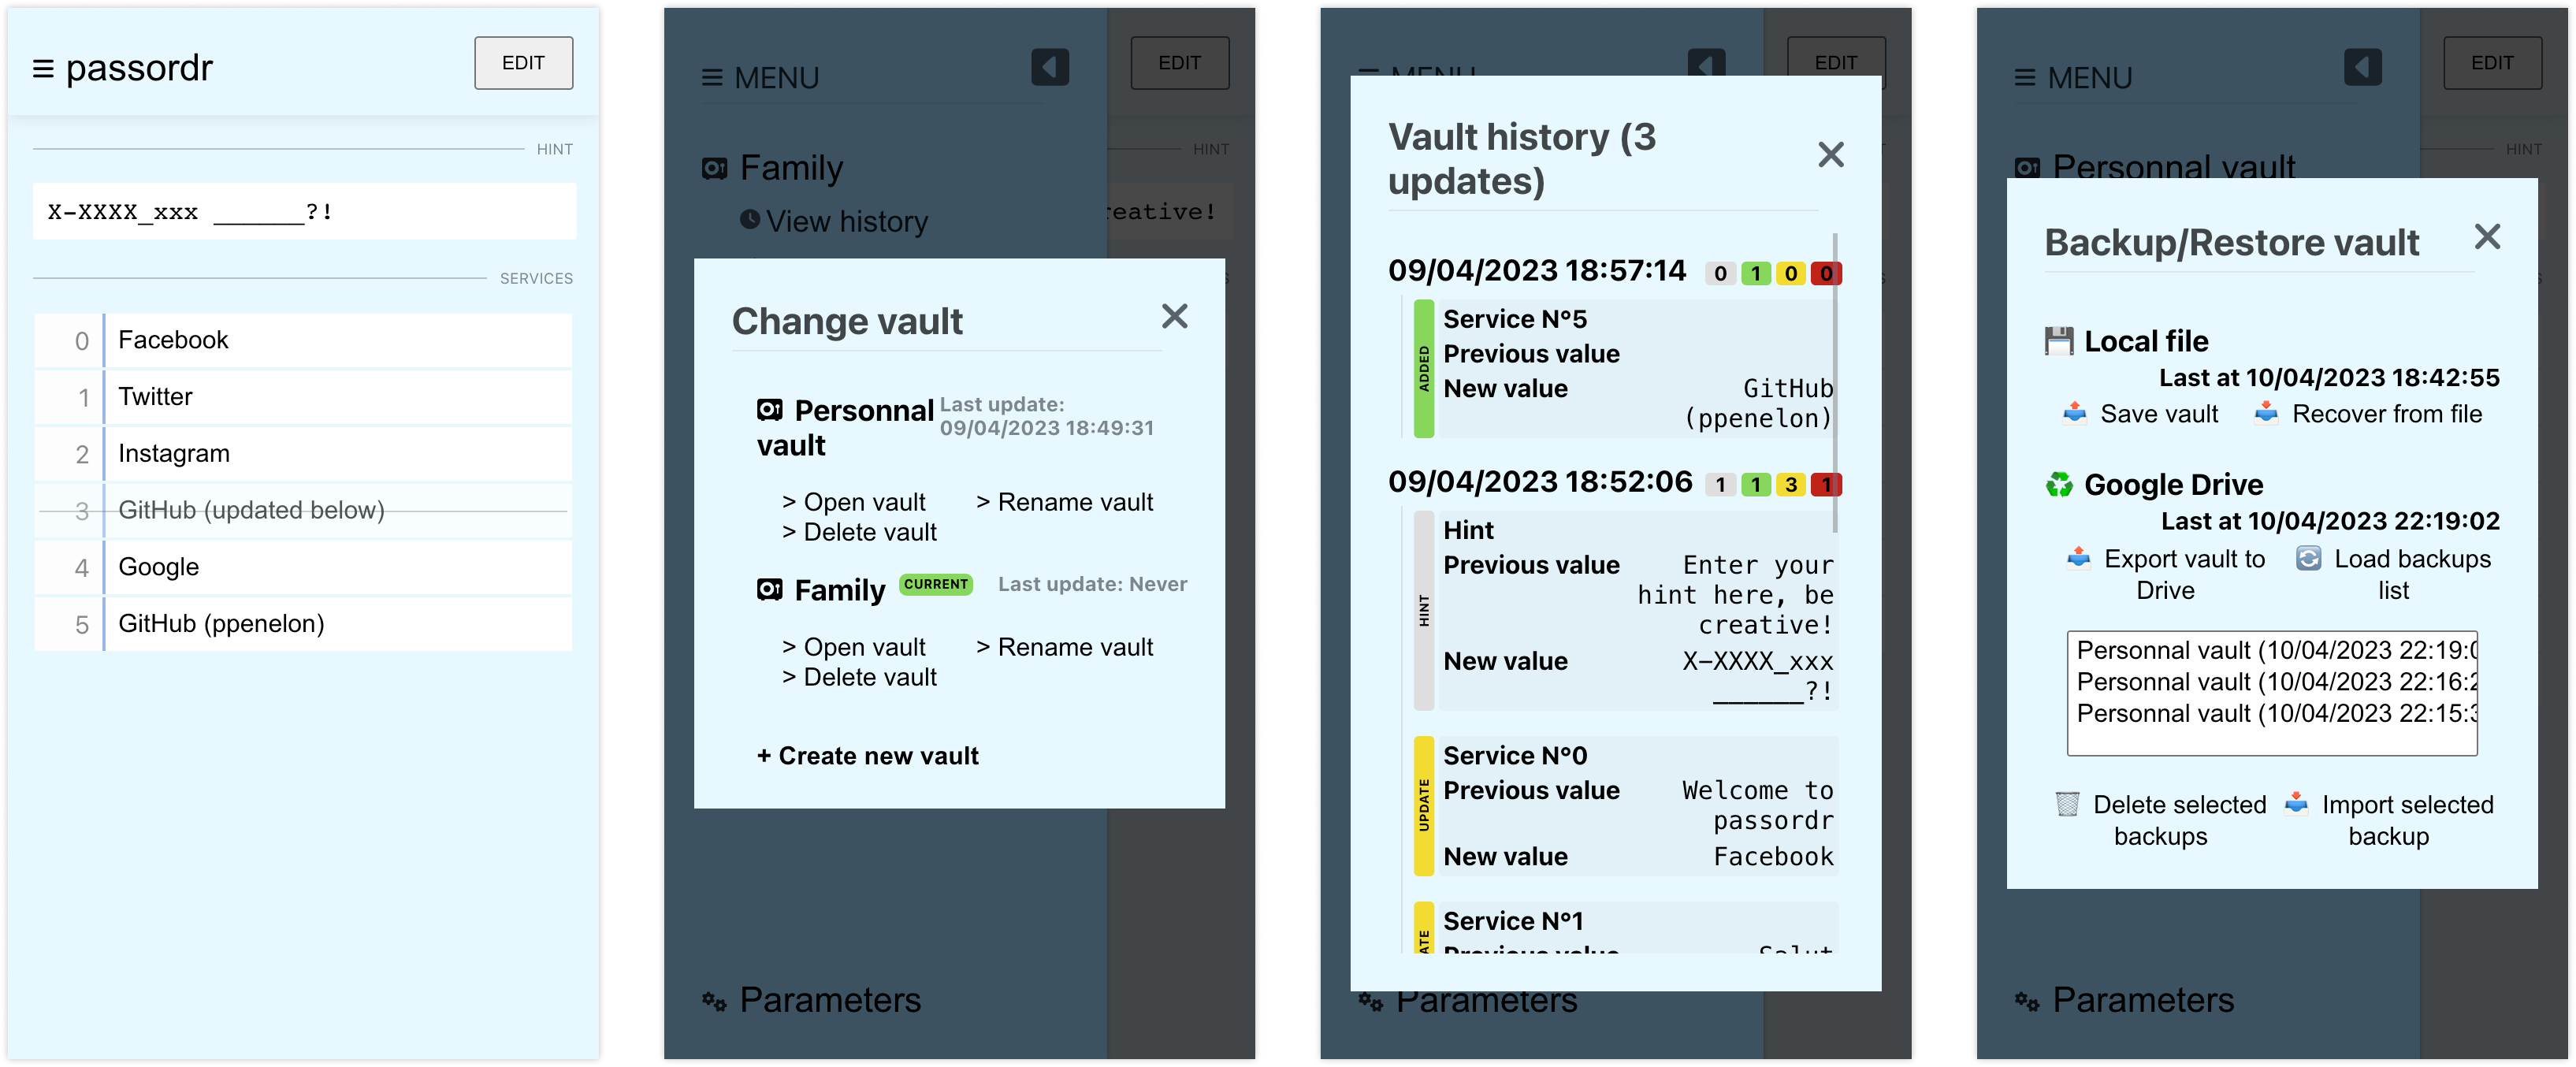 passordr
EDIT
HINT
X-XXXX_xxx ______?!
SERVICES
0 Facebook
1 Twitter
2 Instagram
3 GitHub (updated below)
4 Google
5 GitHub (ppenelon)
MENU
EDIT
HINT
Family
View history
reative!
Change vault
Personnal vault
Last update:
09/04/2023 18:49:31
> Open vault > Rename vault
> Delete vault
Family CURRENT Last update: Never
> Open vault > Rename vault
> Delete vault
+ Create new vault
Parameters
MENU
EDIT
Vault history (3
updates)
09/04/2023 18:57:14 0 1 0 0
ADDED
Service N°5
Previous value
New value GitHub
(ppenelon)
09/04/2023 18:52:06 1 1 3 1
HINT
Hint
Previous value Enter your
hint here, be
creative!
New value X-XXXX_xxx
______?!
UPDATE
Service N°0
Previous value Welcome to
passordr
New value Facebook
Service N°1
Previous value Salut
Parameters
MENU
EDIT
HINT
Personnal vault
Backup/Restore vault
Local file
Last at 10/04/2023 18:42:55
Save vault Recover from file
Google Drive
Last at 10/04/2023 22:19:02
Export vault to
Drive
Load backups
list
Personnal vault (10/04/2023 22:19:0
Personnal vault (10/04/2023 22:16:2
Personnal vault (10/04/2023 22:15:3
Delete selected
backups
Import selected
backup
Parameters